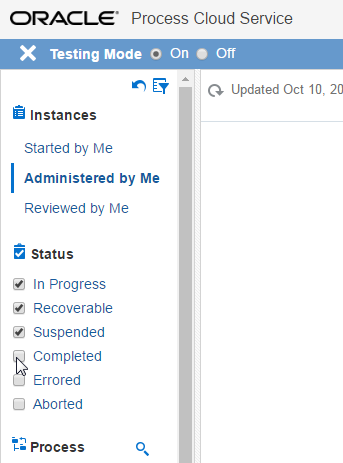 ORACLE® Process Cloud Service
Testing Mode On Off
Updated Oct 10, 20
Instances
Started by Me
Administered by Me
Reviewed by Me
Status
In Progress
Recoverable
Suspended
Completed
Errored
Aborted
Process